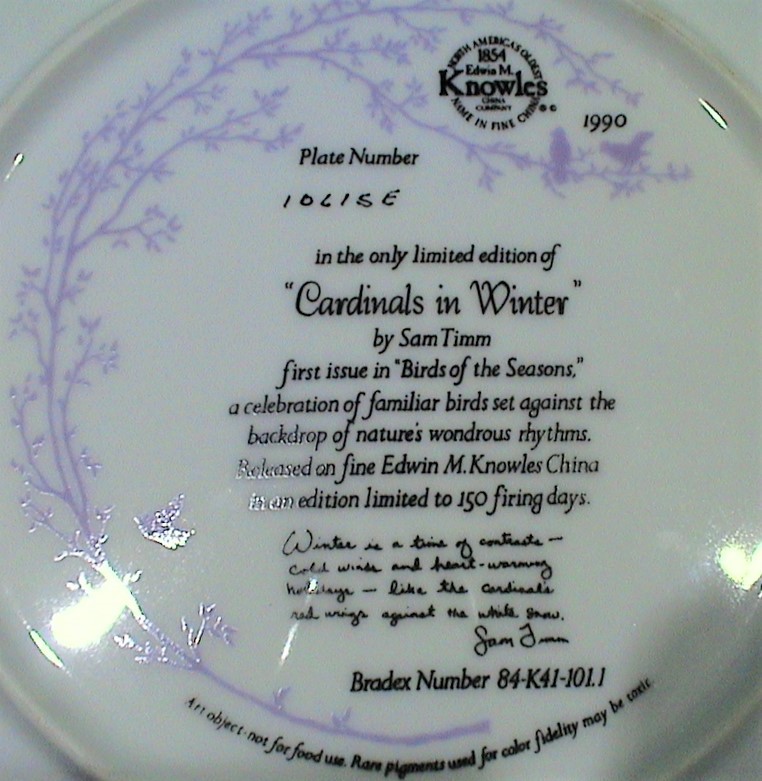 NORTH AMERICA'S OLDEST
1854
Edwin M.
Knowles
CHINA
COMPANY
NAME IN FINE CHINA
1990
Plate Number
in the only limited edition of
"Cardinals in Winter"
by Sam Timm
first issue in "Birds of the Seasons,"
a celebration of familiar birds set against the
backdrop of nature's wondrous rhythms.
Released on fine Edwin M. Knowles China
in an edition limited to 150 firing days.
Winter is a time of contrasts —
cold winds and heart-warming
holidays — like the cardinal's
red wings against the white snow.
Sam Timm
Bradex Number 84-K41-101.1
Art object-not for food use. Rare pigments used for color fidelity may be toxic